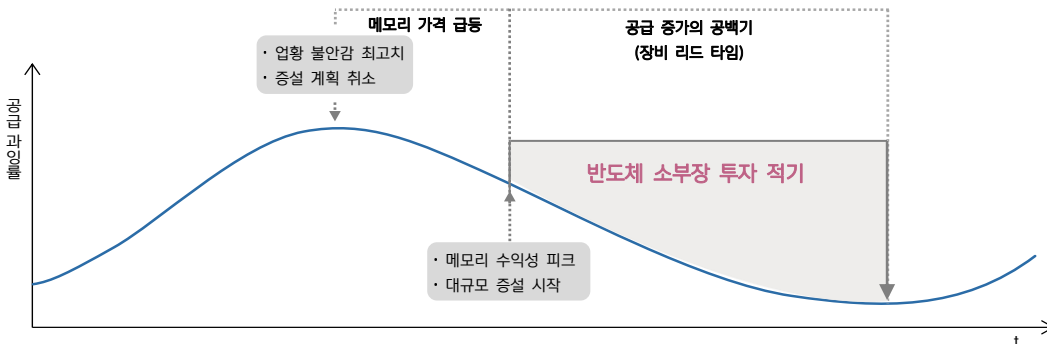 메모리 가격 급등
공급 증가의 공백기
(장비 리드 타임)
· 업황 불안감 최고치
· 증설 계획 취소
공급 과잉률
반도체 소부장 투자 적기
· 메모리 수익성 피크
· 대규모 증설 시작
t